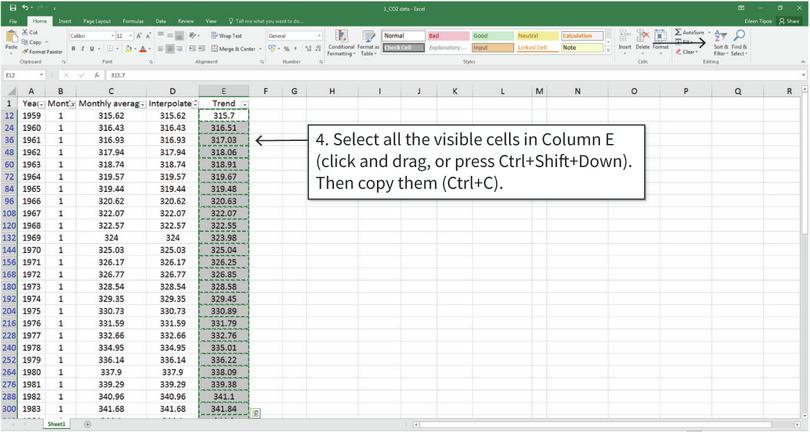 1_CO2 data - Excel
Eileen Tipoe
Share
File Home Insert Page Layout Formulas Data Review View Tell me what you want to do...
Paste
Cut
Copy
Format Painter
Clipboard
Calibri 12
Font
Wrap Text
Merge & Center
Alignment
General
Number
Conditional Formatting
Format as Table
Normal Bad Good Neutral Calculation
Check Cell Explanatory ... Input Linked Cell Note
Styles
Insert Delete Format
Cells
AutoSum
Fill
Clear
Sort & Filter
Find & Select
Editing
E12 fx 315.7
A B C D E F G H I J K L M N O P Q R
1 Year Mont Monthly averag Interpolate Trend
12 1959 1 315.62 315.62 315.7
24 1960 1 316.43 316.43 316.51
36 1961 1 316.93 316.93 317.03
48 1962 1 317.94 317.94 318.06
60 1963 1 318.74 318.74 318.91
72 1964 1 319.57 319.57 319.67
84 1965 1 319.44 319.44 319.48
96 1966 1 320.62 320.62 320.63
108 1967 1 322.07 322.07 322.07
120 1968 1 322.57 322.57 322.55
132 1969 1 324 324 323.98
144 1970 1 325.03 325.03 325.04
156 1971 1 326.17 326.17 326.25
168 1972 1 326.77 326.77 326.85
180 1973 1 328.54 328.54 328.58
192 1974 1 329.35 329.35 329.45
204 1975 1 330.73 330.73 330.89
216 1976 1 331.59 331.59 331.79
228 1977 1 332.66 332.66 332.76
240 1978 1 334.95 334.95 335.01
252 1979 1 336.14 336.14 336.22
264 1980 1 337.9 337.9 338.09
276 1981 1 339.29 339.29 339.38
288 1982 1 340.96 340.96 341.1
300 1983 1 341.68 341.68 341.84
4. Select all the visible cells in Column E
(click and drag, or press Ctrl+Shift+Down).
Then copy them (Ctrl+C).
Sheet1